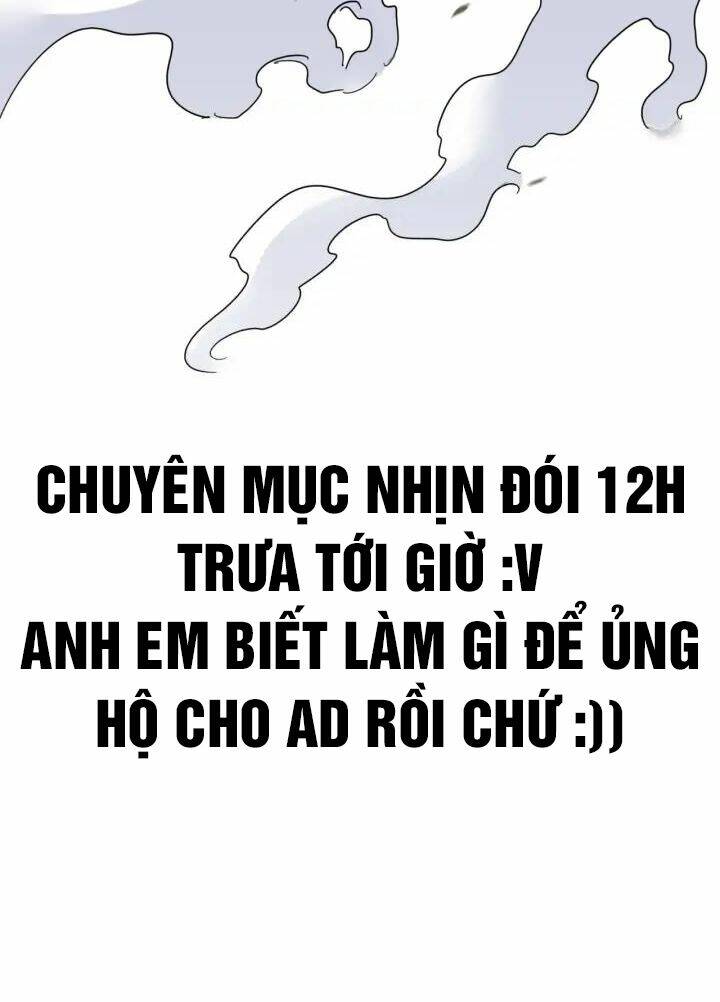 CHUYÊN MỤC NHỊN ĐÓI 12H
TRƯA TỚI GIỜ :V
ANH EM BIẾT LÀM GÌ ĐỂ ỦNG
HỘ CHO AD RỒI CHỨ :))